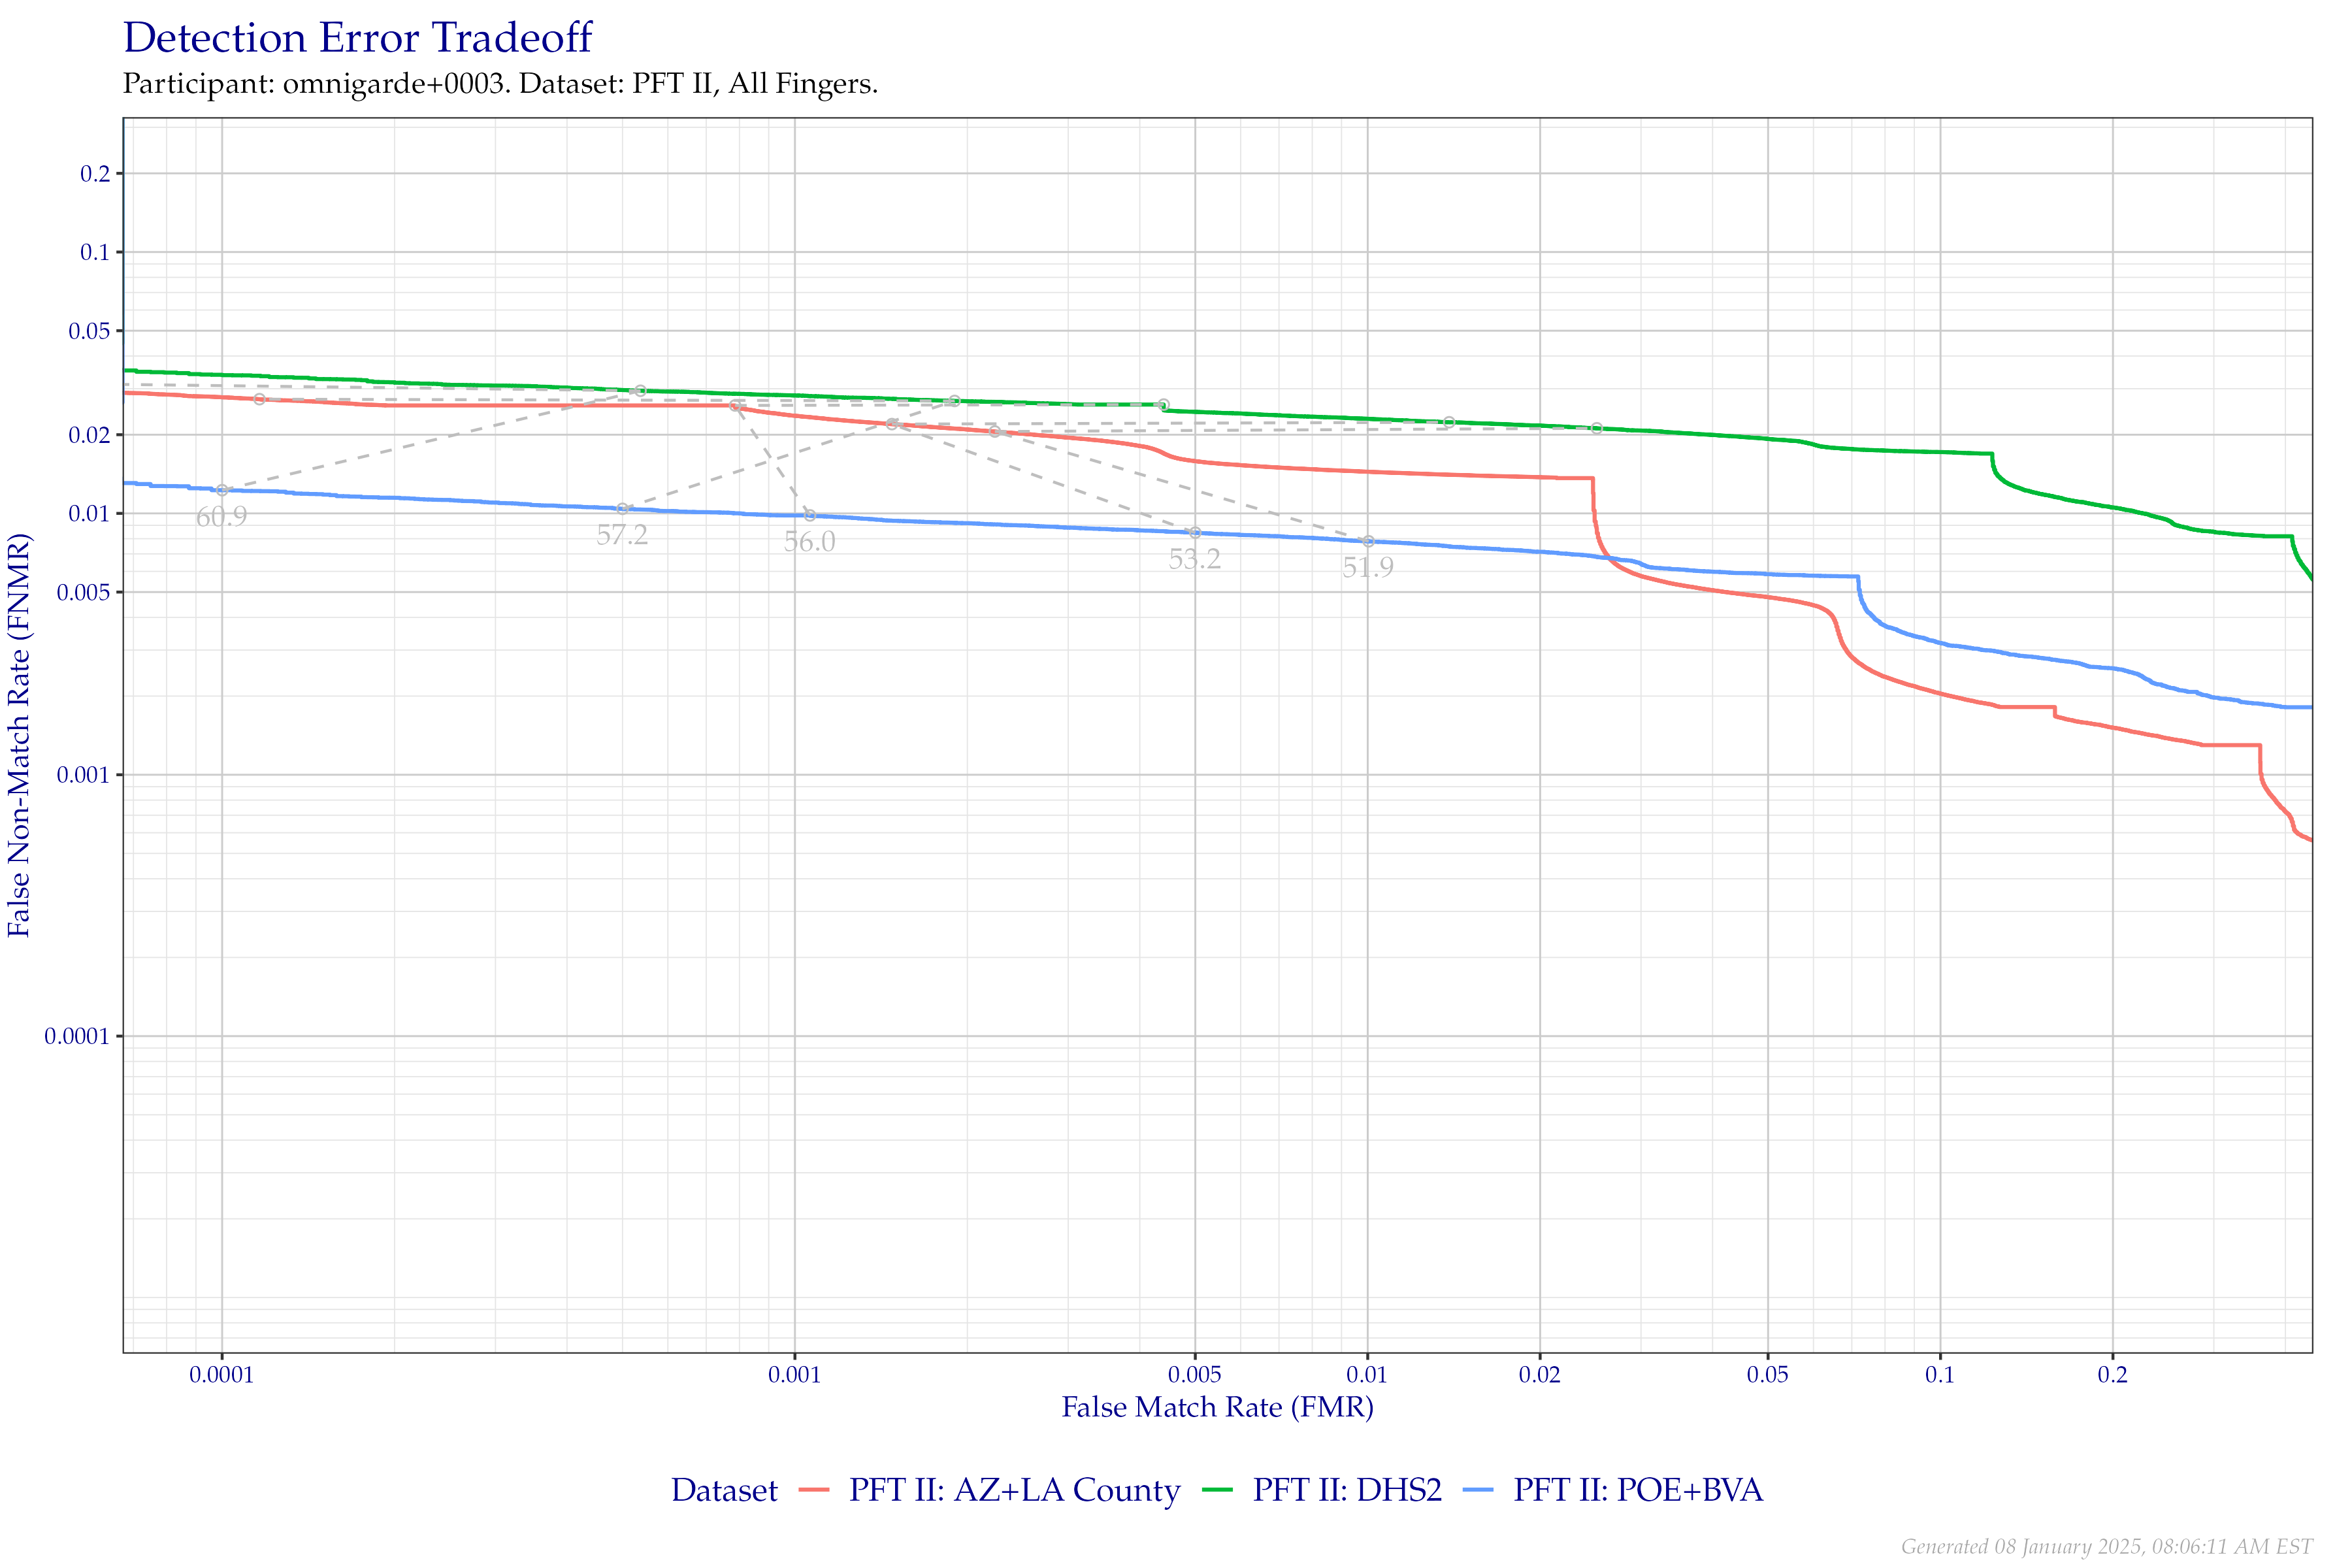 Detection Error Tradeoff
Participant: omnigarde+0003. Dataset: PFT II, All Fingers.
False Non-Match Rate (FNMR)
0.2
0.1
0.05
0.02
0.01
0.005
0.001
0.0001
60.9
57.2
56.0
53.2
51.9
0.0001 0.001 0.005 0.01 0.02 0.05 0.1 0.2
False Match Rate (FMR)
Dataset PFT II: AZ+LA County PFT II: DHS2 PFT II: POE+BVA
Generated 08 January 2025, 08:06:11 AM EST